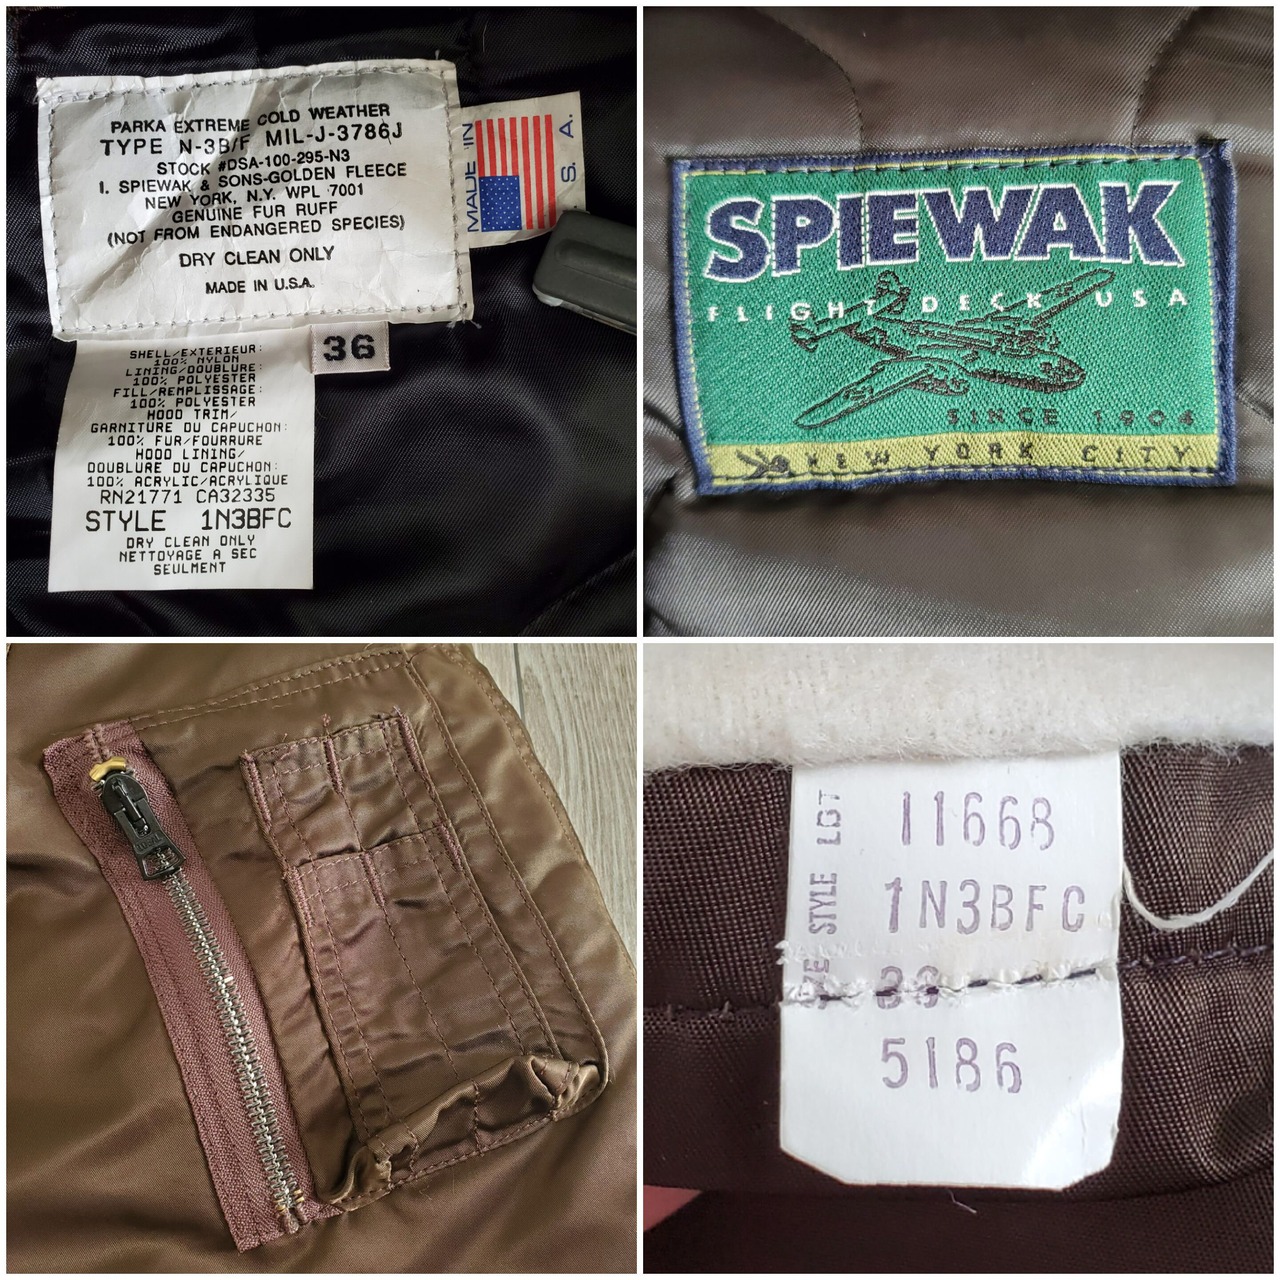 PARKA EXTREME COLD WEATHER
TYPE N-3B/F MIL-J-3786J
STOCK #DSA-100-295-N3
I. SPIEWAK & SONS-GOLDEN FLEECE
NEW YORK, N.Y. WPL 7001
GENUINE FUR RUFF
(NOT FROM ENDANGERED SPECIES)
DRY CLEAN ONLY
MADE IN U.S.A.
MADE IN
S. A.
36
SHELL/EXTERIEUR:
100% NYLON
LINING/DOUBLURE:
100% POLYESTER
FILL/REMPLISSAGE:
100% POLYESTER
HOOD TRIM/
GARNITURE DU CAPUCHON:
100% FUR/FOURRURE
HOOD LINING/
DOUBLURE DU CAPUCHON:
100% ACRYLIC/ACRYLIQUE
RN21771 CA32335
STYLE 1N3BFC
DRY CLEAN ONLY
NETTOYAGE A SEC
SEULMENT
SPIEWAK
FLIGHT DECK USA
SINCE 1904
NEW YORK CITY
LOT 11668
STYLE 1N3BFC
36
5186